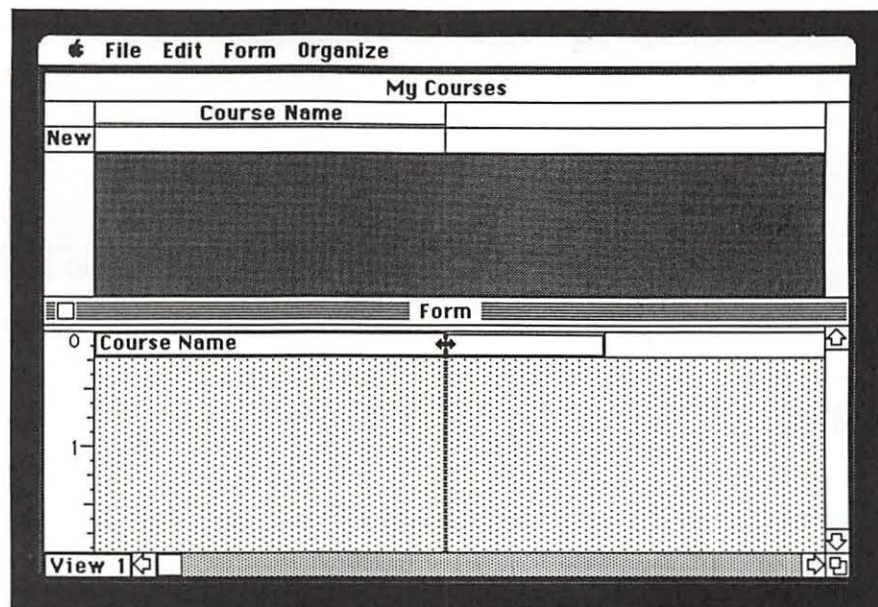 File Edit Form Organize
My Courses
Course Name
New
Form
0 Course Name
1
View 1